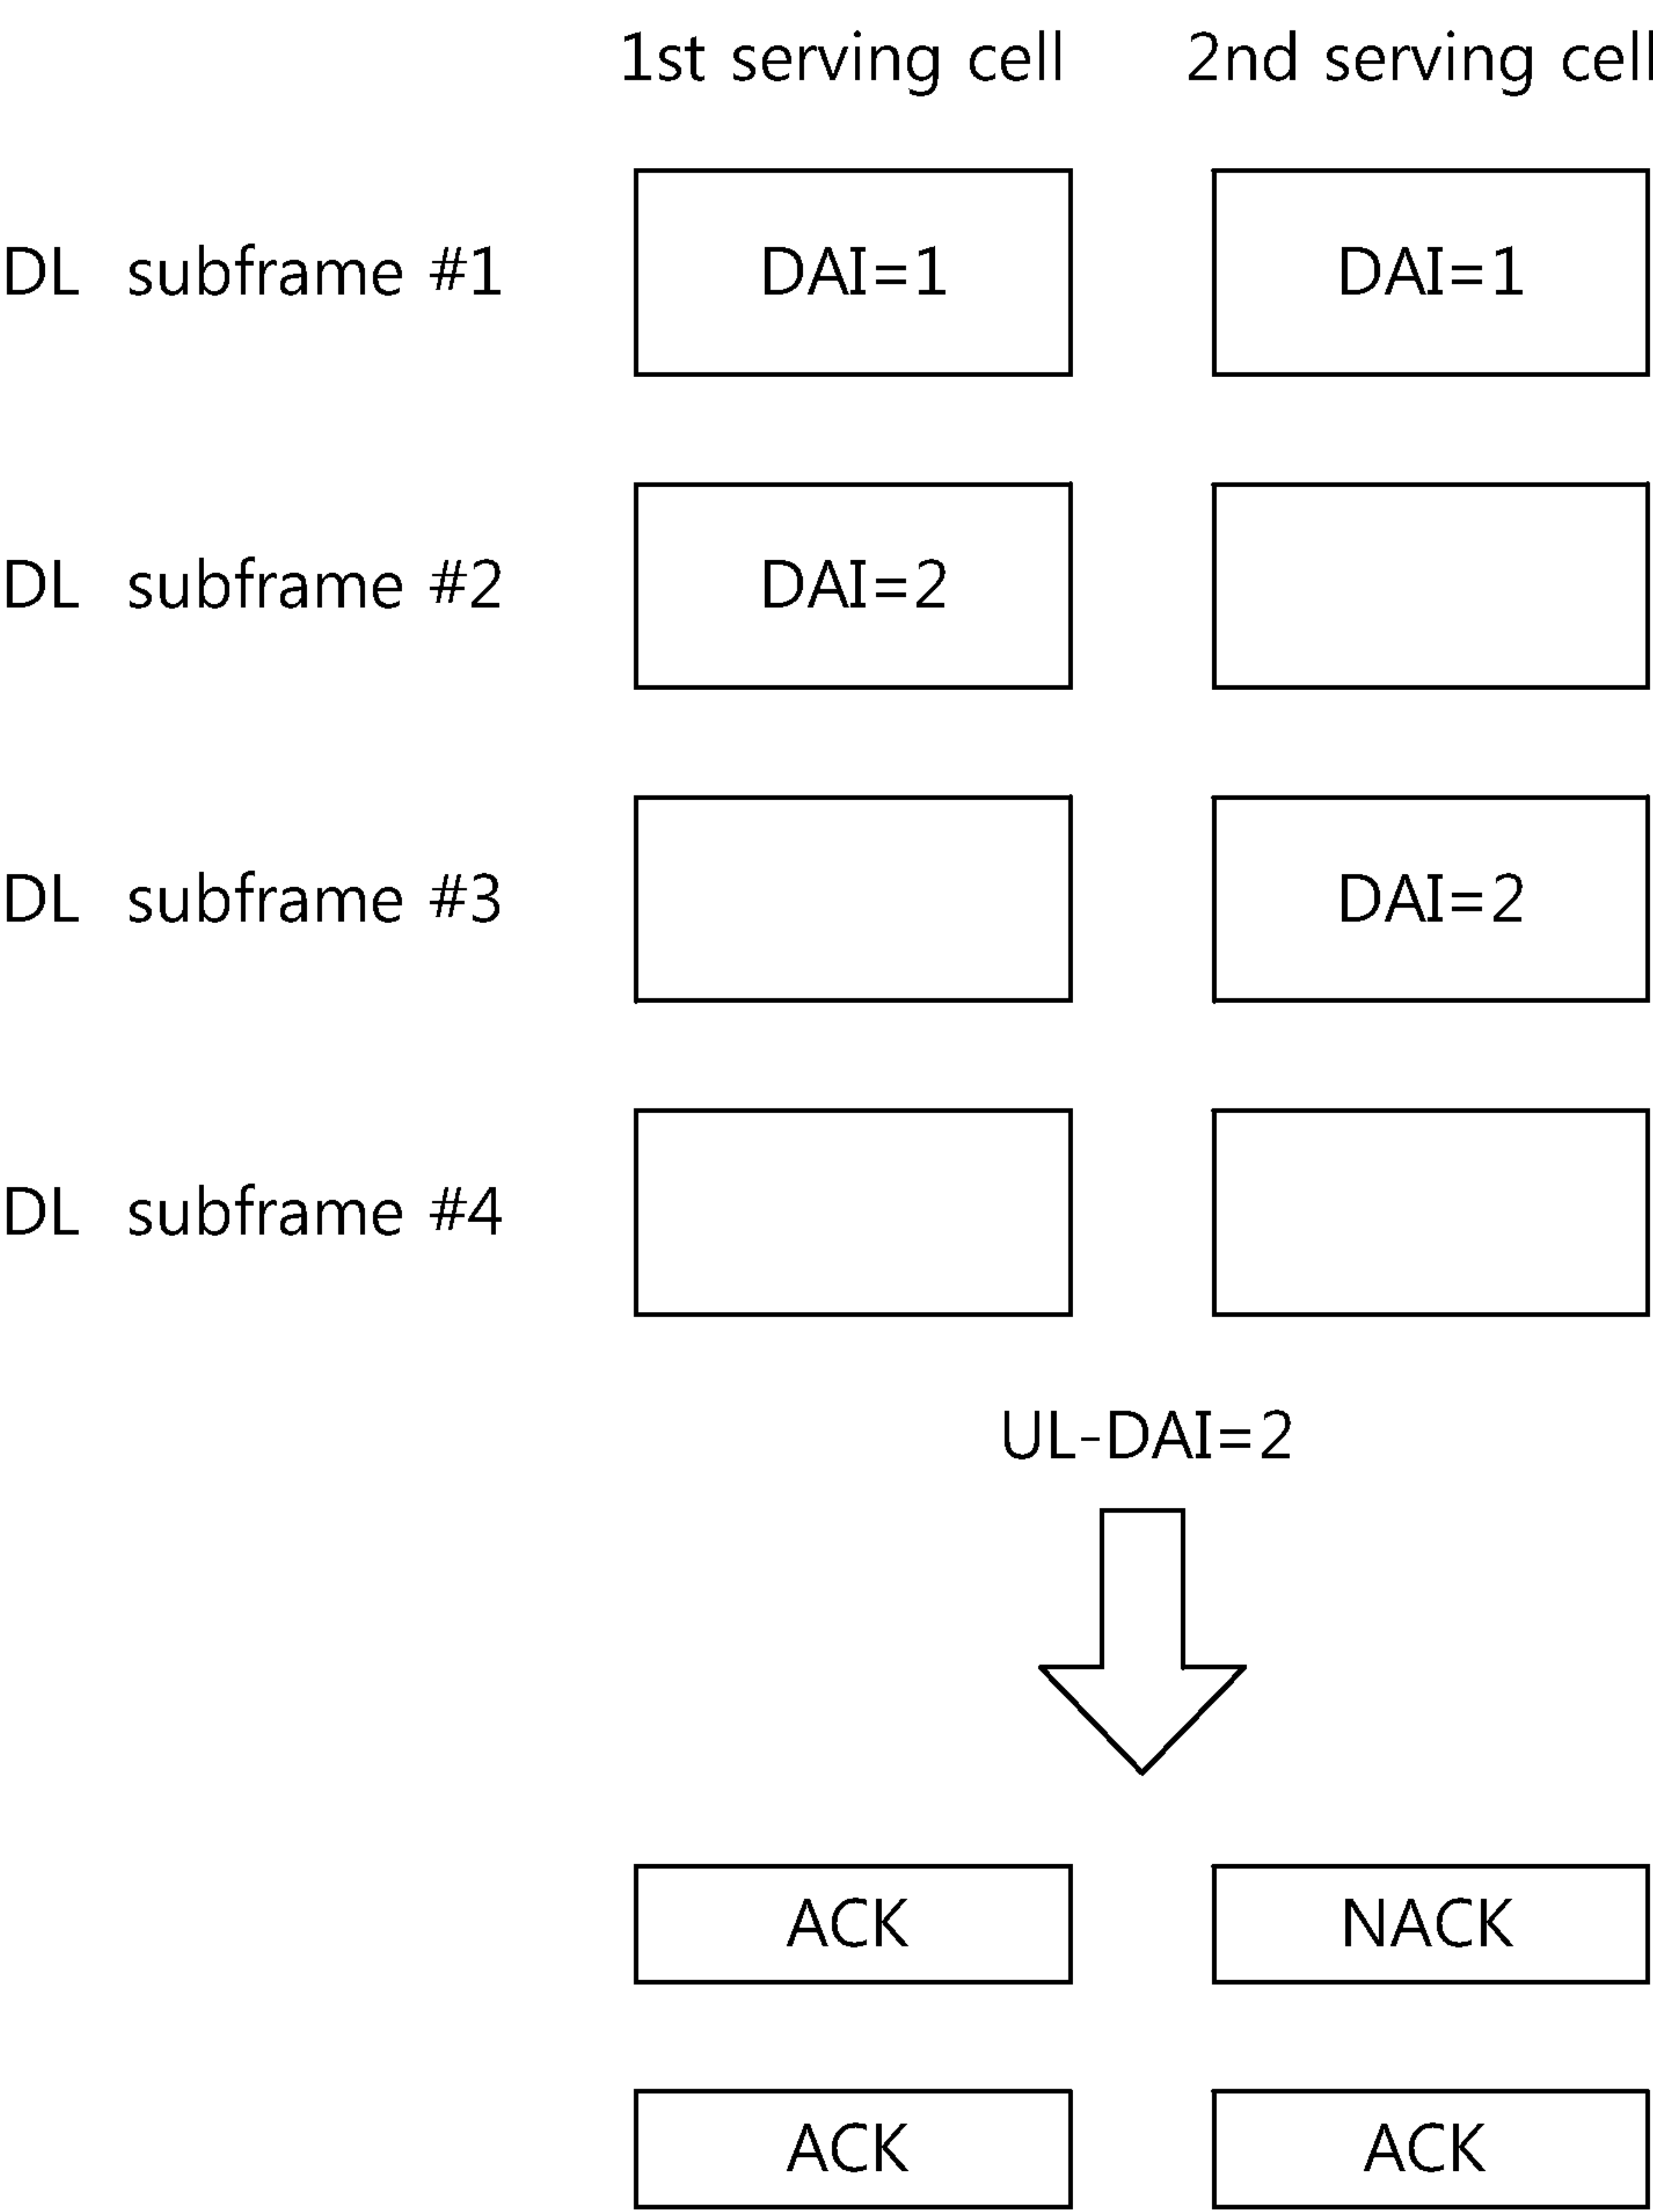 1st serving cell 2nd serving cell
DL subframe #1 DAI=1 DAI=1
DL subframe #2 DAI=2
DL subframe #3 DAI=2
DL subframe #4
UL-DAI=2
ACK NACK
ACK ACK